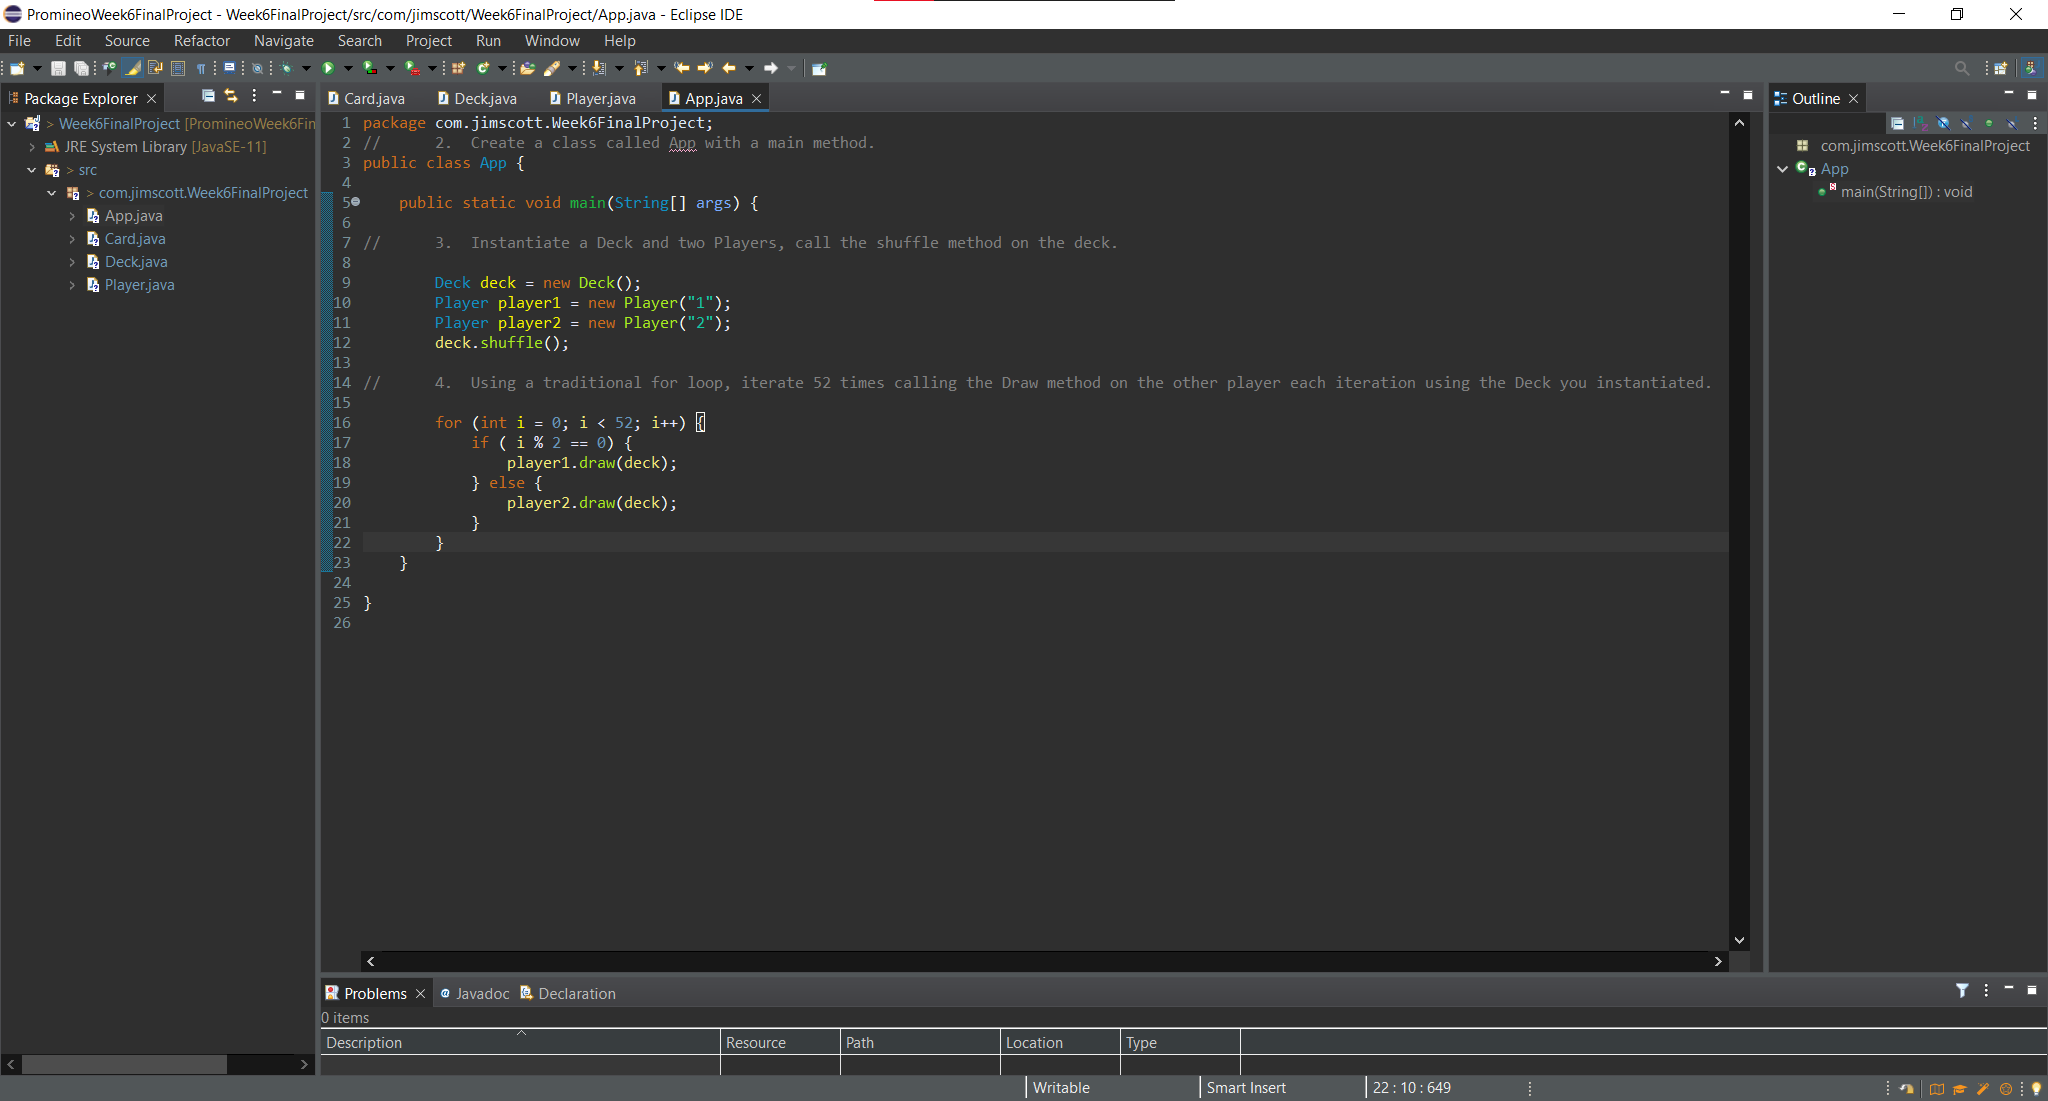 PromineoWeek6FinalProject - Week6FinalProject/src/com/jimscott/Week6FinalProject/App.java - Eclipse IDE
File Edit Source Refactor Navigate Search Project Run Window Help
Package Explorer
> Week6FinalProject [PromineoWeek6Fin
JRE System Library [JavaSE-11]
> src
> com.jimscott.Week6FinalProject
App.java
Card.java
Deck.java
Player.java
Card.java Deck.java Player.java App.java
1 package com.jimscott.Week6FinalProject;
2 // 2. Create a class called App with a main method.
3 public class App {
4
5 public static void main(String[] args) {
6
7 // 3. Instantiate a Deck and two Players, call the shuffle method on the deck.
8
9 Deck deck = new Deck();
10 Player player1 = new Player("1");
11 Player player2 = new Player("2");
12 deck.shuffle();
13
14 // 4. Using a traditional for loop, iterate 52 times calling the Draw method on the other player each iteration using the Deck you instantiated.
15
16 for (int i = 0; i < 52; i++) {
17 if ( i % 2 == 0) {
18 player1.draw(deck);
19 } else {
20 player2.draw(deck);
21 }
22 }
23 }
24
25 }
26
Outline
com.jimscott.Week6FinalProject
App
main(String[]) : void
Problems Javadoc Declaration
0 items
Description Resource Path Location Type
Writable Smart Insert 22 : 10 : 649